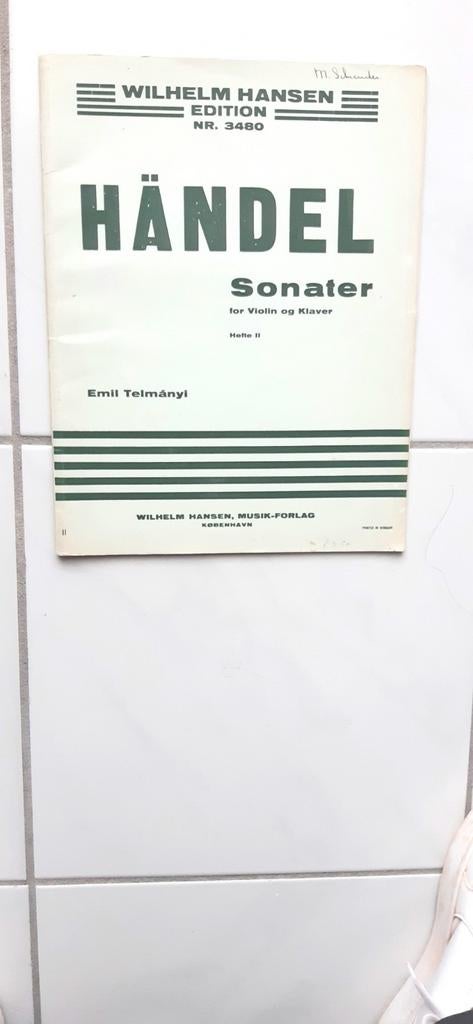 WILHELM HANSEN
EDITION
NR. 3480
HÄNDEL
Sonater
for Violin og Klaver
Hefte II
Emil Telmányi
WILHELM HANSEN, MUSIK-FORLAG
KØBENHAVN
II